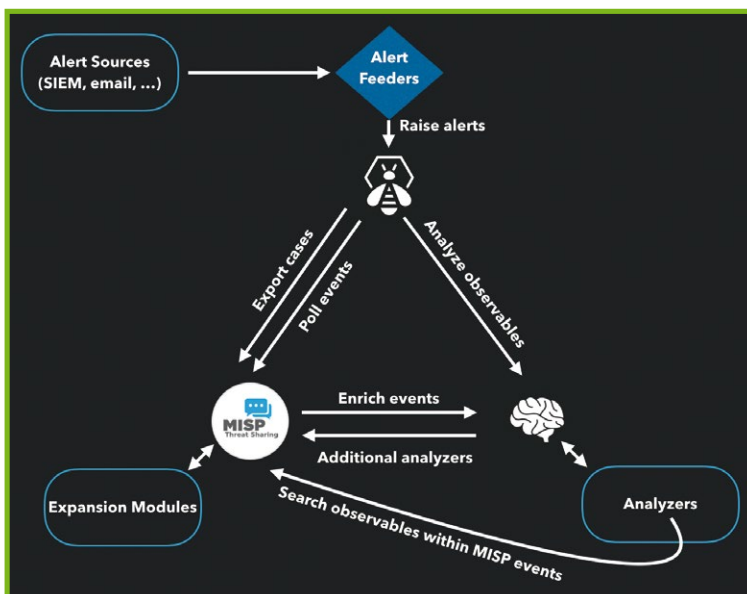 Alert Sources
(SIEM, email, ...)
Alert
Feeders
Raise alerts
Export cases
Poll events
Analyze observables
MISP
Threat Sharing
Enrich events
Additional analyzers
Expansion Modules
Analyzers
Search observables within MISP events